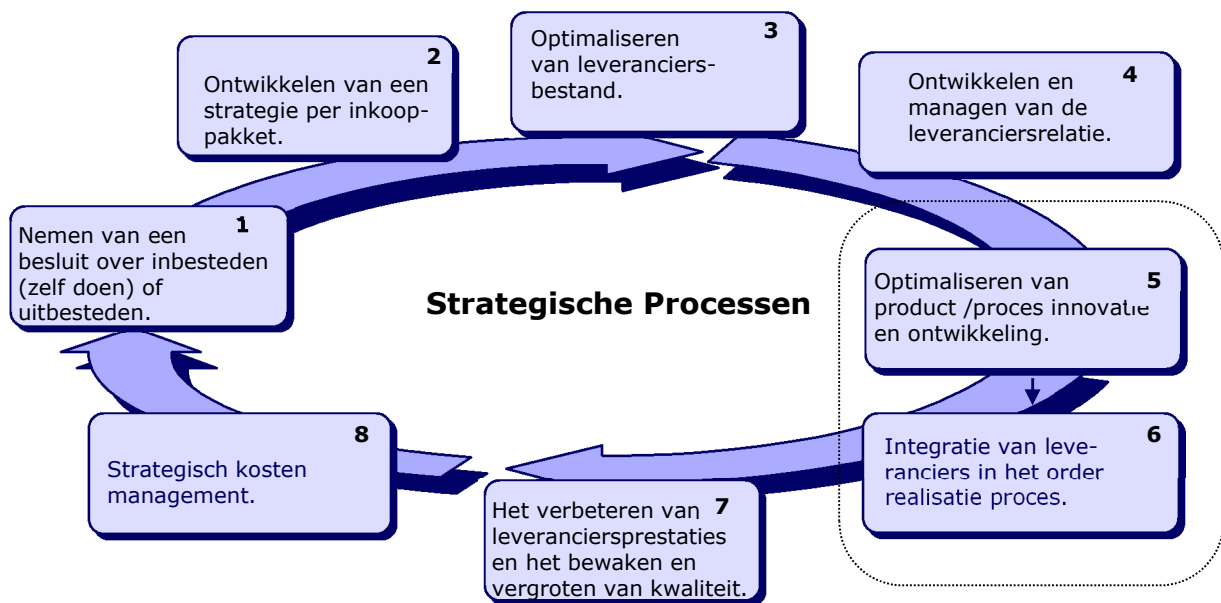 1
Nemen van een
besluit over inbesteden
(zelf doen) of
uitbesteden.
2
Ontwikkelen van een
strategie per inkoop-
pakket.
3
Optimaliseren
van leveranciers-
bestand.
4
Ontwikkelen en
managen van de
leveranciersrelatie.
5
Optimaliseren van
product /proces innovatie
en ontwikkeling.
6
Integratie van leve-
ranciers in het order
realisatie proces.
7
Het verbeteren van
leveranciersprestaties
en het bewaken en
vergroten van kwaliteit.
8
Strategisch kosten
management.
Strategische Processen